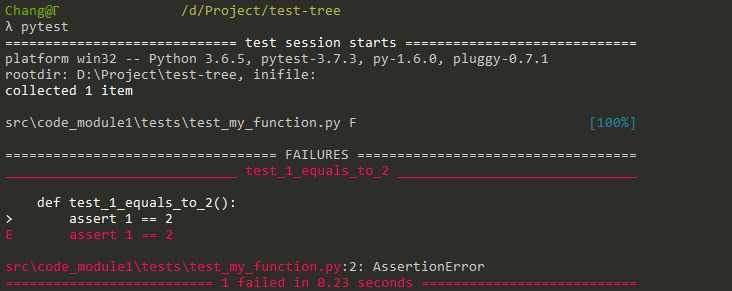 Chang@Γ /d/Project/test-tree
λ pytest
============================= test session starts =============================
platform win32 -- Python 3.6.5, pytest-3.7.3, py-1.6.0, pluggy-0.7.1
rootdir: D:\Project\test-tree, inifile:
collected 1 item
src\code_module1\tests\test_my_function.py F [100%]
================================== FAILURES ===================================
_____________________________ test_1_equals_to_2 ______________________________
def test_1_equals_to_2():
> assert 1 == 2
E assert 1 == 2
src\code_module1\tests\test_my_function.py:2: AssertionError
========================== 1 failed in 0.23 seconds ===========================